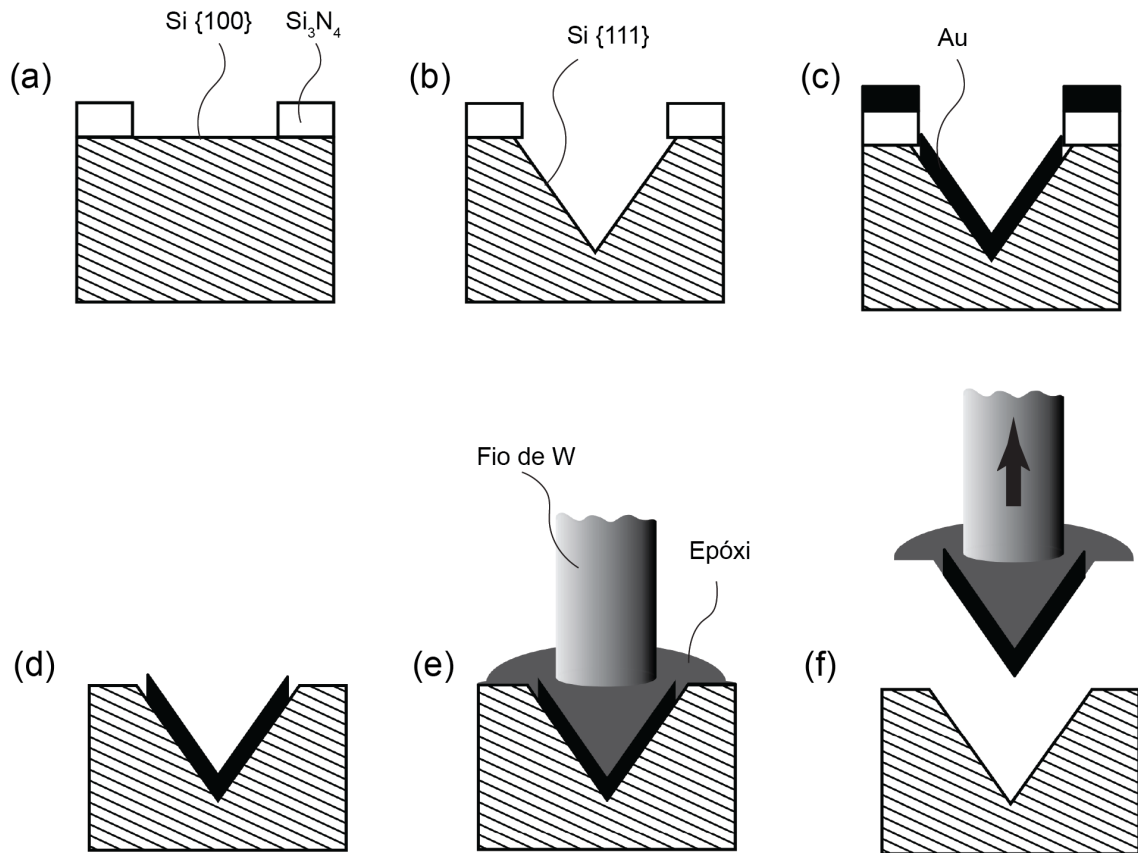 Si {100}
Si₃N₄
(a)
Si {111}
(b)
Au
(c)
(d)
Fio de W
Epóxi
(e)
(f)